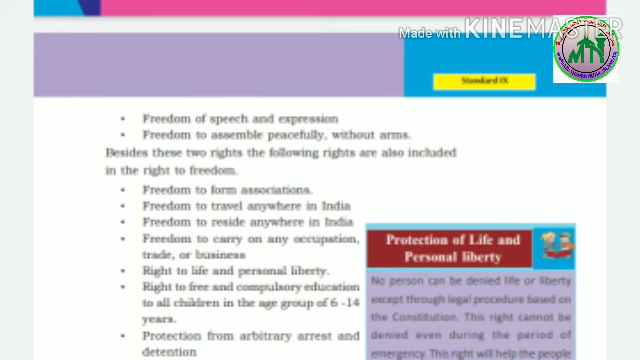 Made with KINEMASTER
Standard IX
• Freedom of speech and expression
• Freedom to assemble peacefully, without arms.
Besides these two rights the following rights are also included
in the right to freedom.
• Freedom to form associations.
• Freedom to travel anywhere in India
• Freedom to reside anywhere in India
• Freedom to carry on any occupation,
trade, or business
• Right to life and personal liberty.
• Right to free and compulsory education
to all children in the age group of 6 -14
years.
• Protection from arbitrary arrest and
detention
Protection of Life and
Personal liberty
No person can be denied life or liberty
except through legal procedure based on
the Constitution. This right cannot be
denied even during the period of
emergency. This right will help the people